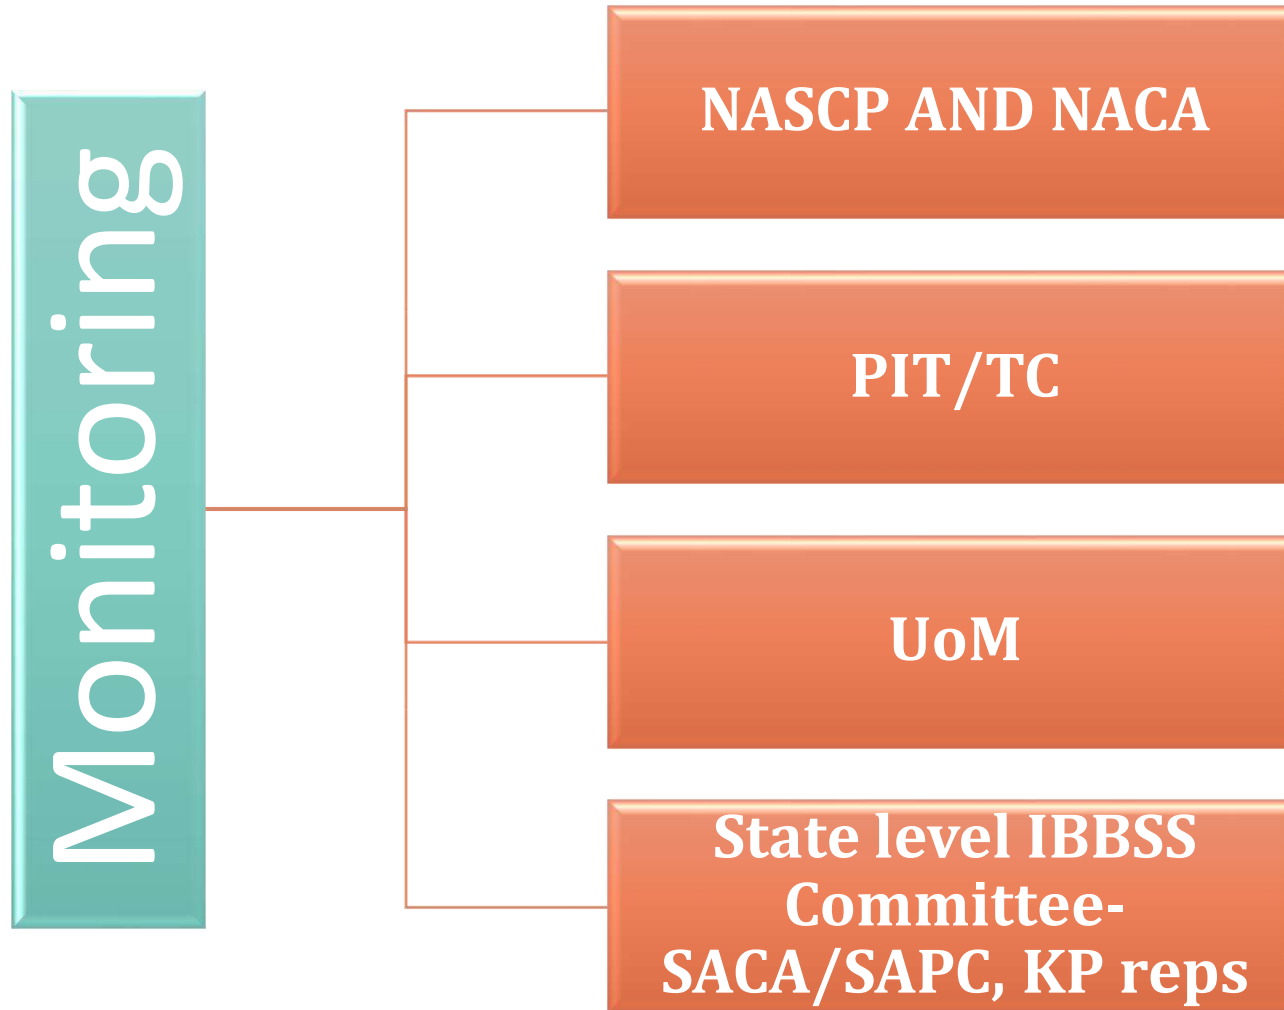 Monitoring
NASCP AND NACA
PIT/TC
UoM
State level IBBSS
Committee-
SACA/SAPC, KP reps